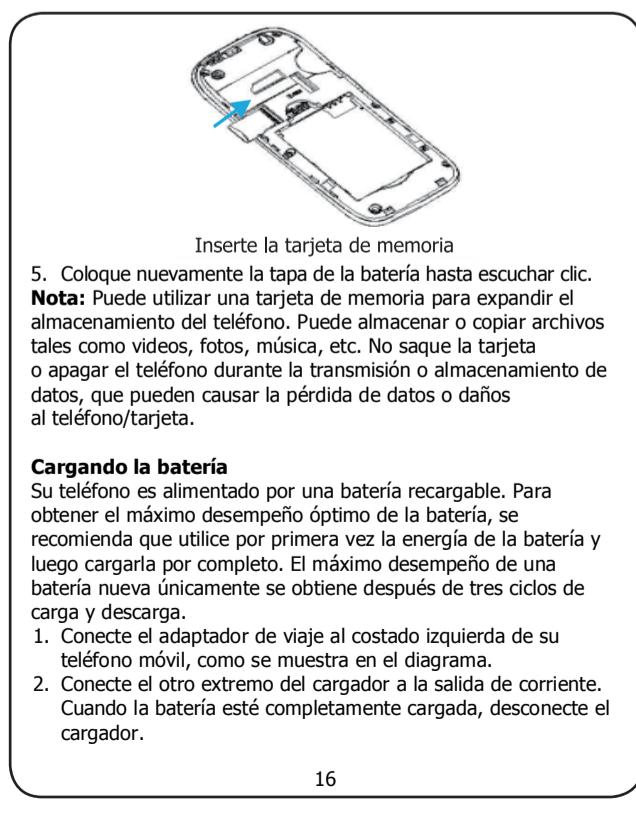 Inserte la tarjeta de memoria
5. Coloque nuevamente la tapa de la batería hasta escuchar clic.
Nota: Puede utilizar una tarjeta de memoria para expandir el
almacenamiento del teléfono. Puede almacenar o copiar archivos
tales como videos, fotos, música, etc. No saque la tarjeta
o apagar el teléfono durante la transmisión o almacenamiento de
datos, que pueden causar la pérdida de datos o daños
al teléfono/tarjeta.
Cargando la batería
Su teléfono es alimentado por una batería recargable. Para
obtener el máximo desempeño óptimo de la batería, se
recomienda que utilice por primera vez la energía de la batería y
luego cargarla por completo. El máximo desempeño de una
batería nueva únicamente se obtiene después de tres ciclos de
carga y descarga.
1. Conecte el adaptador de viaje al costado izquierda de su
teléfono móvil, como se muestra en el diagrama.
2. Conecte el otro extremo del cargador a la salida de corriente.
Cuando la batería esté completamente cargada, desconecte el
cargador.
16